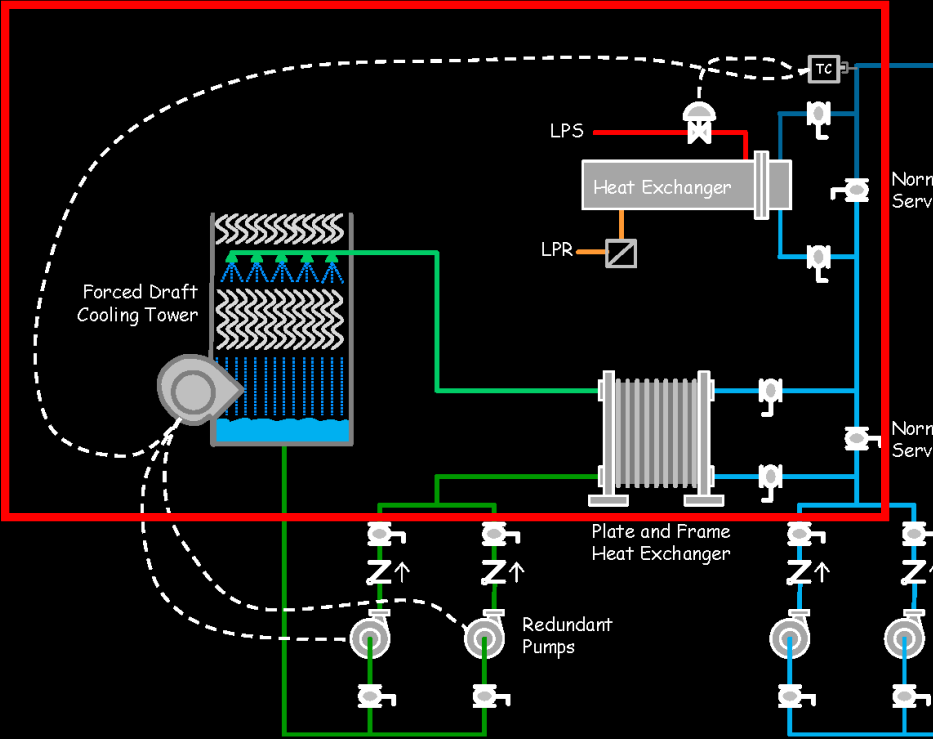 TC
LPS
Heat Exchanger
LPR
Forced Draft
Cooling Tower
Plate and Frame
Heat Exchanger
Redundant
Pumps